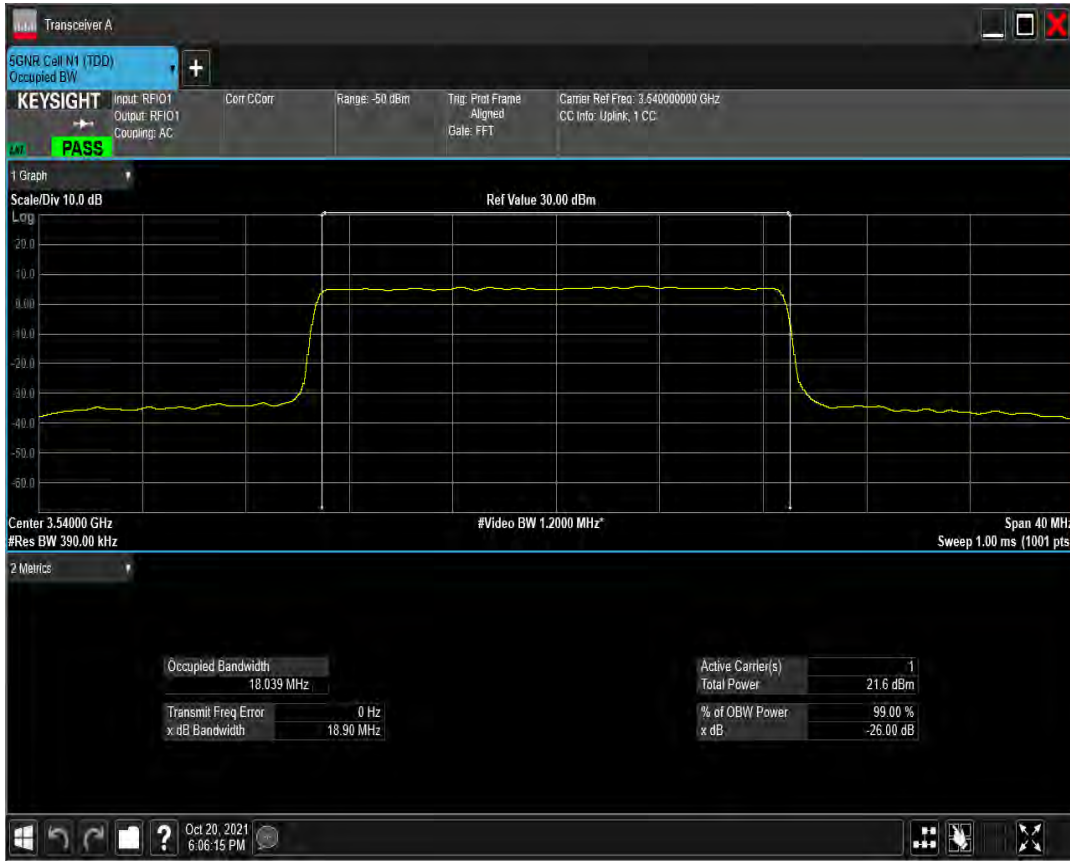 Transceiver A
5GNR Cell N1 (TDD)
Occupied BW
+
KEYSIGHT
PASS
Input: RFIO1
Output: RFIO1
Coupling: AC
Corr CCorr
Range: -50 dBm
Trig: Prot Frame
Aligned
Gate: FFT
Carrier Ref Freq: 3.540000000 GHz
CC Info: Uplink, 1 CC
1 Graph
Scale/Div 10.0 dB
Ref Value 30.00 dBm
Log
20.0
10.0
0.00
-10.0
-20.0
-30.0
-40.0
-50.0
-60.0
Center 3.54000 GHz
#Video BW 1.2000 MHz*
Span 40 MHz
#Res BW 390.00 kHz
Sweep 1.00 ms (1001 pts
2 Metrics
Occupied Bandwidth
18.039 MHz
Transmit Freq Error 0 Hz
x dB Bandwidth 18.90 MHz
Active Carrier(s) 1
Total Power 21.6 dBm
% of OBW Power 99.00 %
x dB -26.00 dB
?
Oct 20, 2021
6:06:15 PM